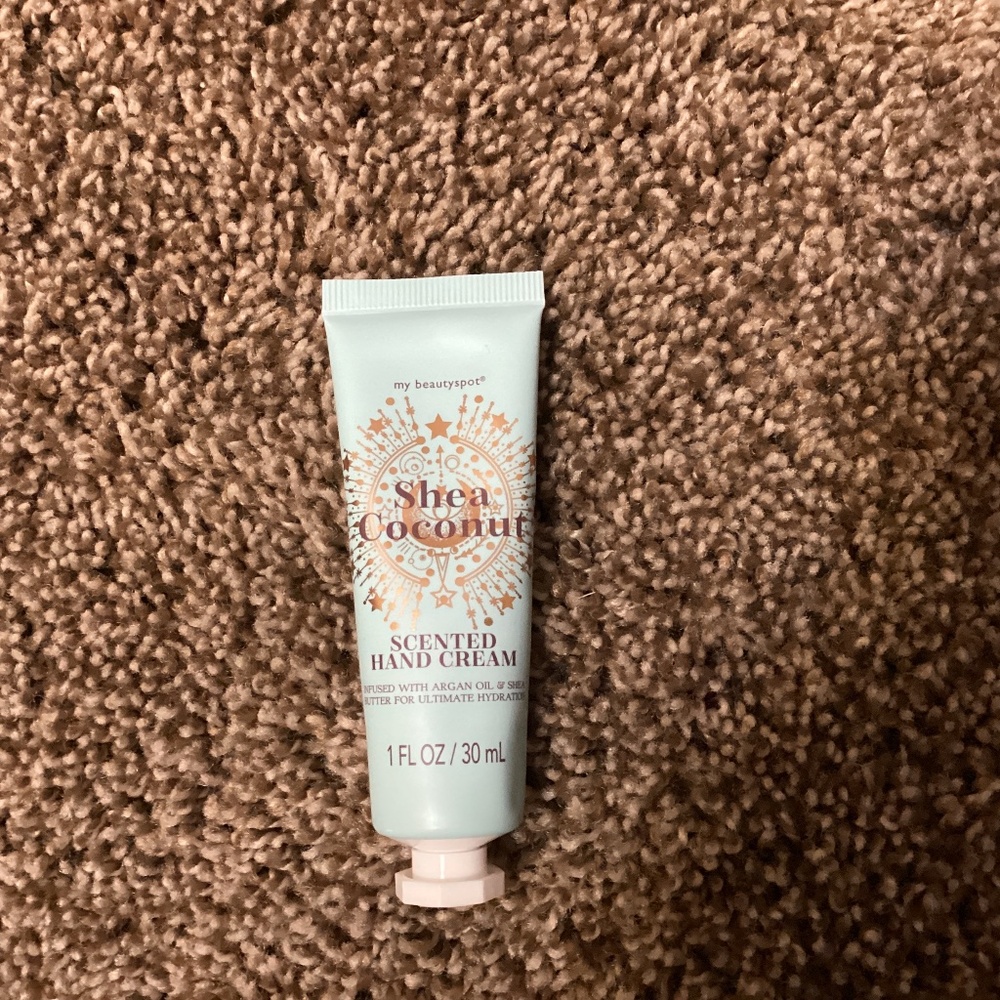 my beautyspot®
Shea
Coconut
SCENTED
HAND CREAM
INFUSED WITH ARGAN OIL & SHEA
BUTTER FOR ULTIMATE HYDRATION
1 FL OZ / 30 mL